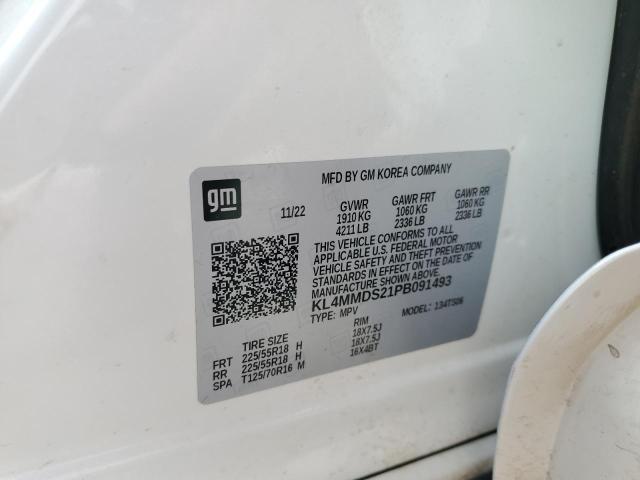 gm
MFD BY GM KOREA COMPANY
11/22 GVWR GAWR FRT GAWR RR
1910 KG 1060 KG 1060 KG
4211 LB 2336 LB 2336 LB
THIS VEHICLE CONFORMS TO ALL
APPLICABLE U.S. FEDERAL MOTOR
VEHICLE SAFETY AND THEFT PREVENTION
STANDARDS IN EFFECT ON THE DATE OF
MANUFACTURE SHOWN ABOVE.
KL4MMDS21PB091493
TYPE: MPV MODEL: 134TS06
TIRE SIZE RIM
FRT 225/55R18 H 18X7.5J
RR 225/55R18 H 18X7.5J
SPA T125/70R16 M 16X4BT